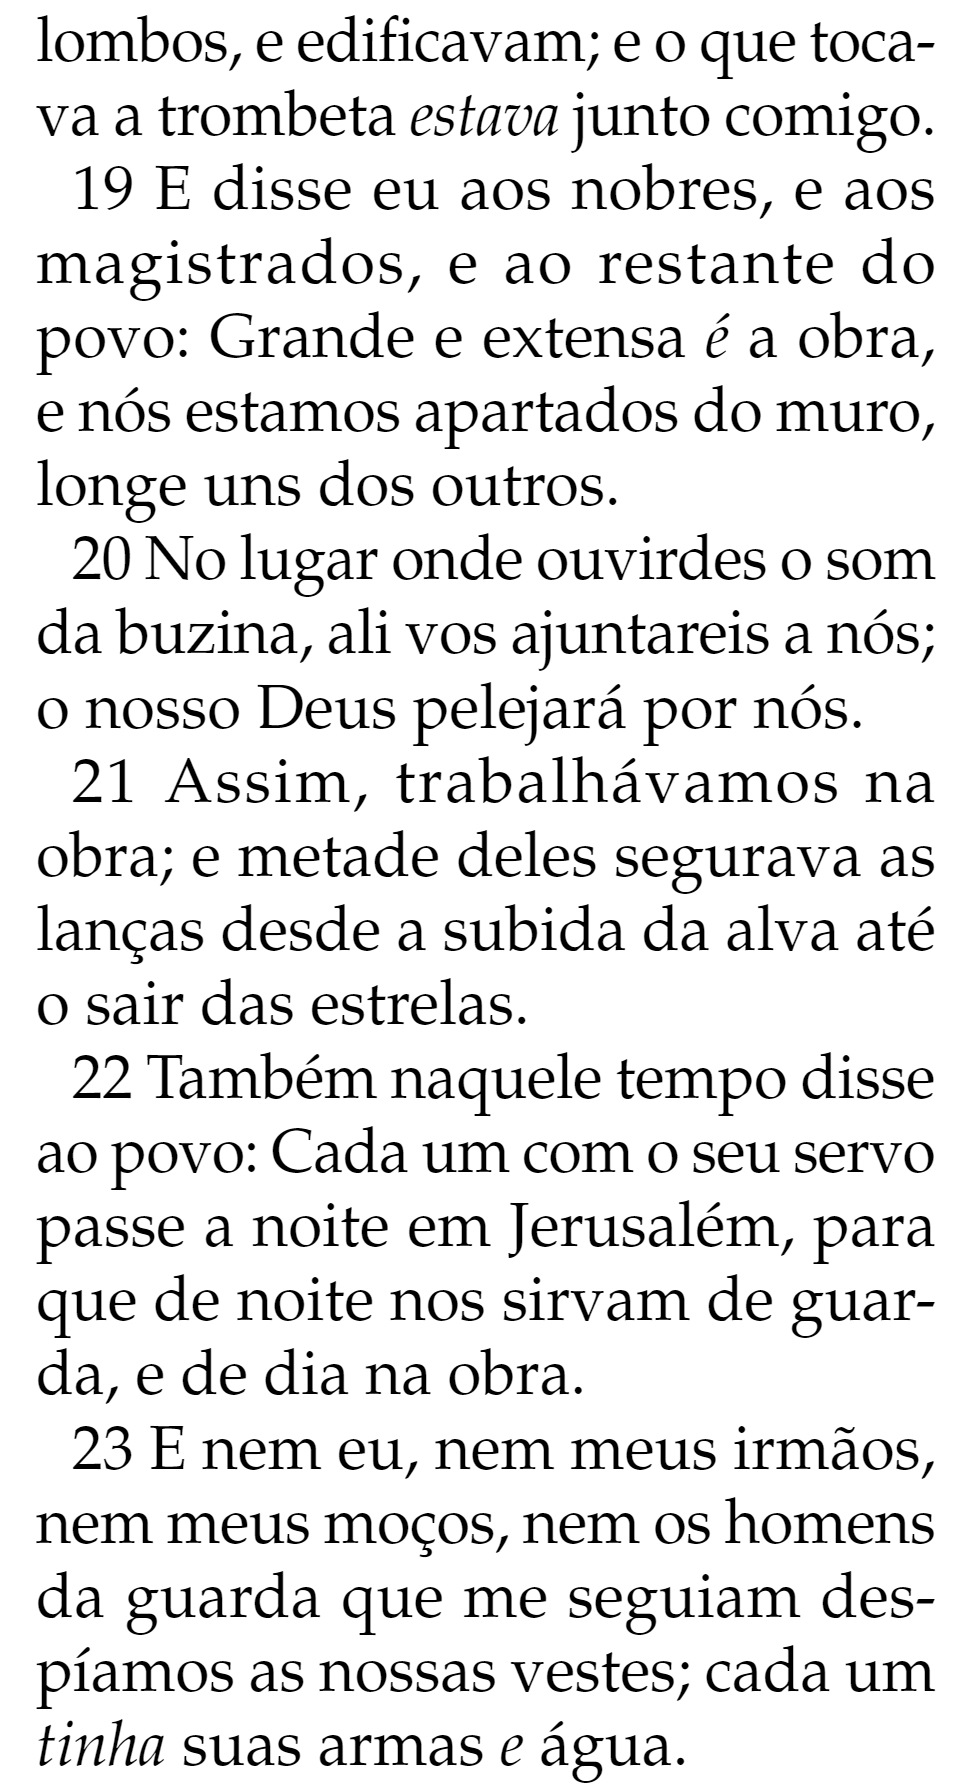 lombos, e edificavam; e o que toca-
va a trombeta estava junto comigo.
19 E disse eu aos nobres, e aos
magistrados, e ao restante do
povo: Grande e extensa é a obra,
e nós estamos apartados do muro,
longe uns dos outros.
20 No lugar onde ouvirdes o som
da buzina, ali vos ajuntareis a nós;
o nosso Deus pelejará por nós.
21 Assim, trabalhávamos na
obra; e metade deles segurava as
lanças desde a subida da alva até
o sair das estrelas.
22 Também naquele tempo disse
ao povo: Cada um com o seu servo
passe a noite em Jerusalém, para
que de noite nos sirvam de guar-
da, e de dia na obra.
23 E nem eu, nem meus irmãos,
nem meus moços, nem os homens
da guarda que me seguiam des-
píamos as nossas vestes; cada um
tinha suas armas e água.